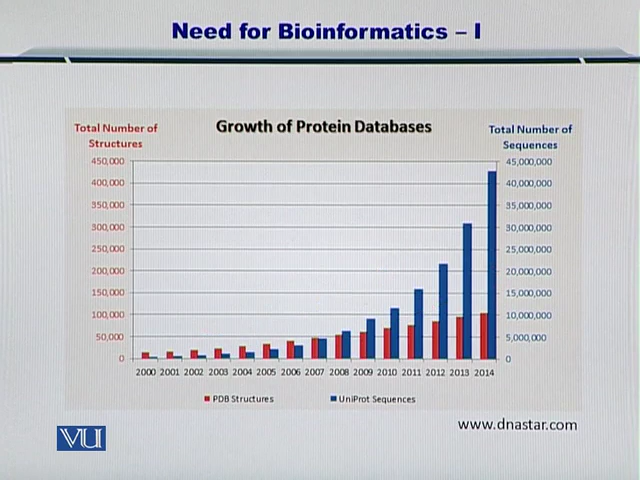 Need for Bioinformatics – I
Total Number of
Structures
Growth of Protein Databases
Total Number of
Sequences
450,000
45,000,000
400,000
40,000,000
350,000
35,000,000
300,000
30,000,000
250,000
25,000,000
200,000
20,000,000
150,000
15,000,000
100,000
10,000,000
50,000
5,000,000
0
0
2000 2001 2002 2003 2004 2005 2006 2007 2008 2009 2010 2011 2012 2013 2014
PDB Structures
UniProt Sequences
www.dnastar.com
VU